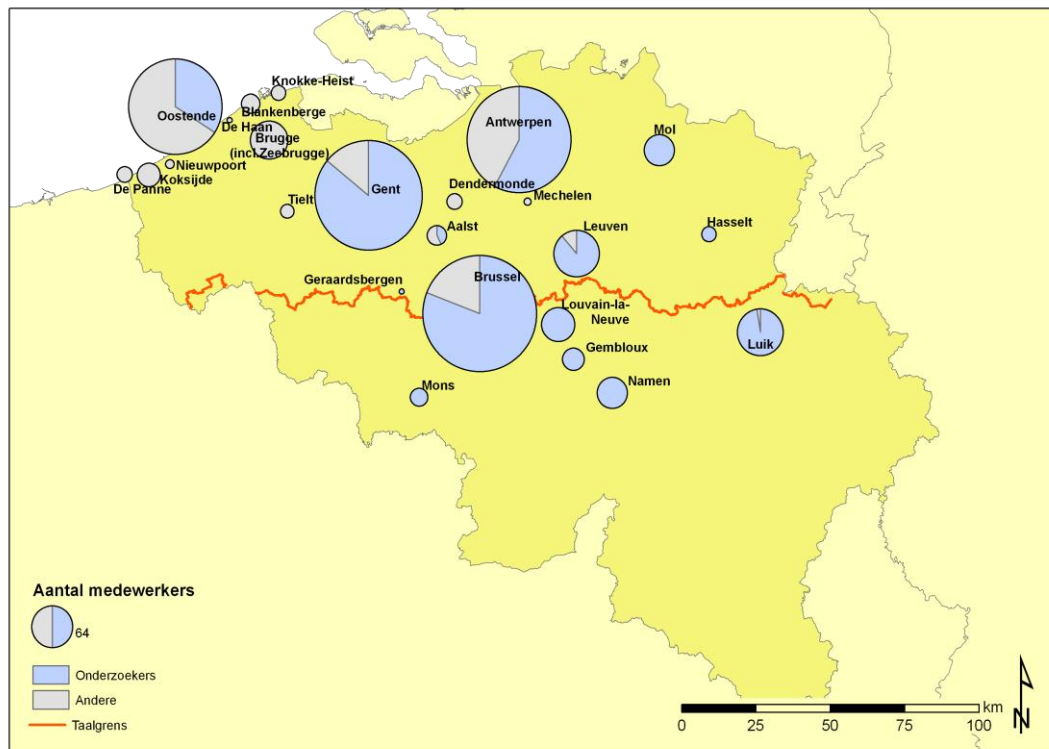 Knokke-Heist
Oostende
Blankenberge
De Haan
Brugge
(incl.Zeebrugge)
Antwerpen
Mol
Nieuwpoort
De Panne
Koksijde
Tielt
Gent
Dendermonde
Mechelen
Aalst
Leuven
Hasselt
Geraardsbergen
Brussel
Louvain-la-
Neuve
Luik
Gembloux
Mons
Namen
Aantal medewerkers
64
Onderzoekers
Andere
Taalgrens
km
0 25 50 75 100
N